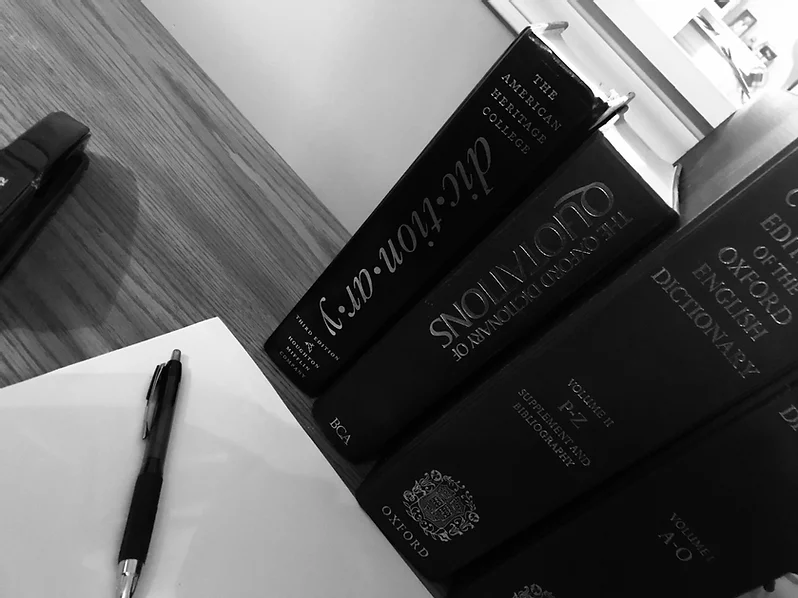 THE
AMERICAN
HERITAGE
COLLEGE
dic•tion•ar•y
THIRD EDITION
HOUGHTON
MIFFLIN
COMPANY
THE OXFORD DICTIONARY OF
QUOTATIONS
BCA
OF THE
OXFORD
ENGLISH
DICTIONARY
VOLUME II
P-Z
SUPPLEMENT AND
BIBLIOGRAPHY
OXFORD
VOLUME I
A-O